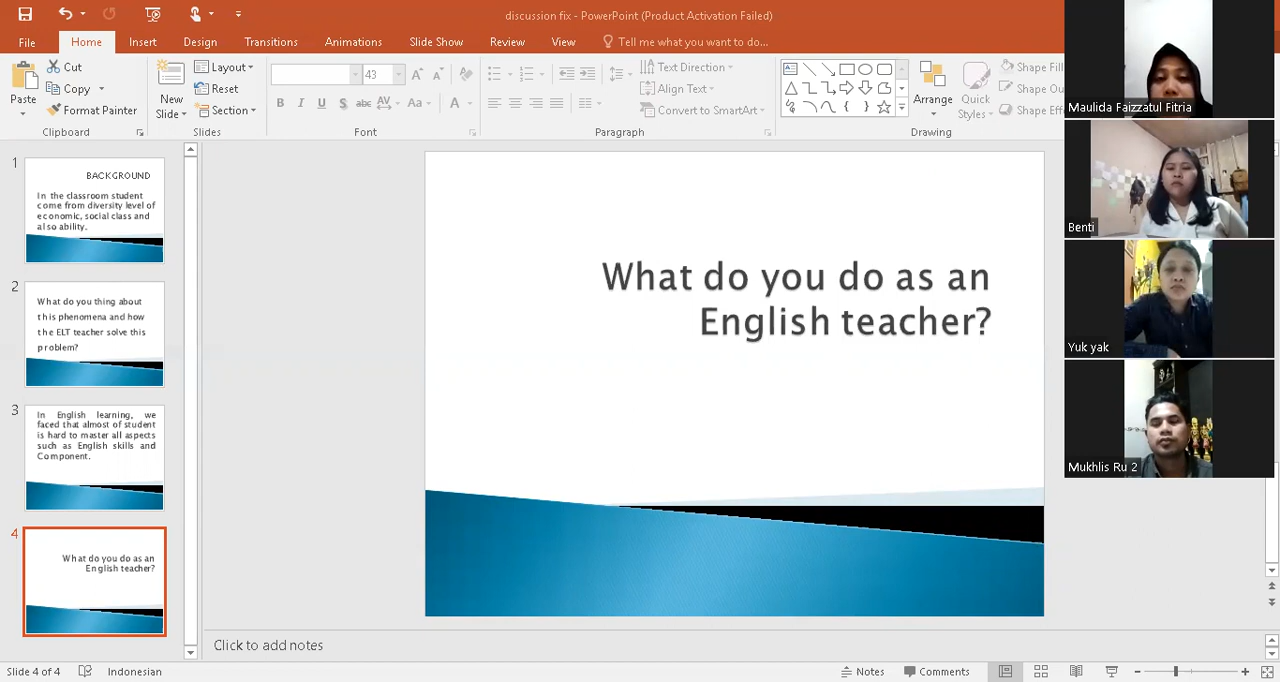 discussion fix - PowerPoint (Product Activation Failed)
File Home Insert Design Transitions Animations Slide Show Review View Tell me what you want to do...
Paste
Cut
Copy
Format Painter
Clipboard
New Slide
Layout
Reset
Section
Slides
43
B I U S abc AV Aa A
Font
Text Direction
Align Text
Convert to SmartArt
Paragraph
Arrange
Quick Styles
Shape Fill
Shape Ou
Shape Effe
Drawing
1
BACKGROUND
In the classroom student
come from diversity level of
economic, social class and
also ability.
2
What do you thing about
this phenomena and how
the ELT teacher solve this
problem?
3
In English learning, we
faced that almost of student
is hard to master all aspects
such as English skills and
Component.
4
What do you do as an
English teacher?
What do you do as an
English teacher?
Maulida Faizzatul Fitria
Benti
Yuk yak
Mukhlis Ru 2
Click to add notes
Slide 4 of 4 Indonesian Notes Comments